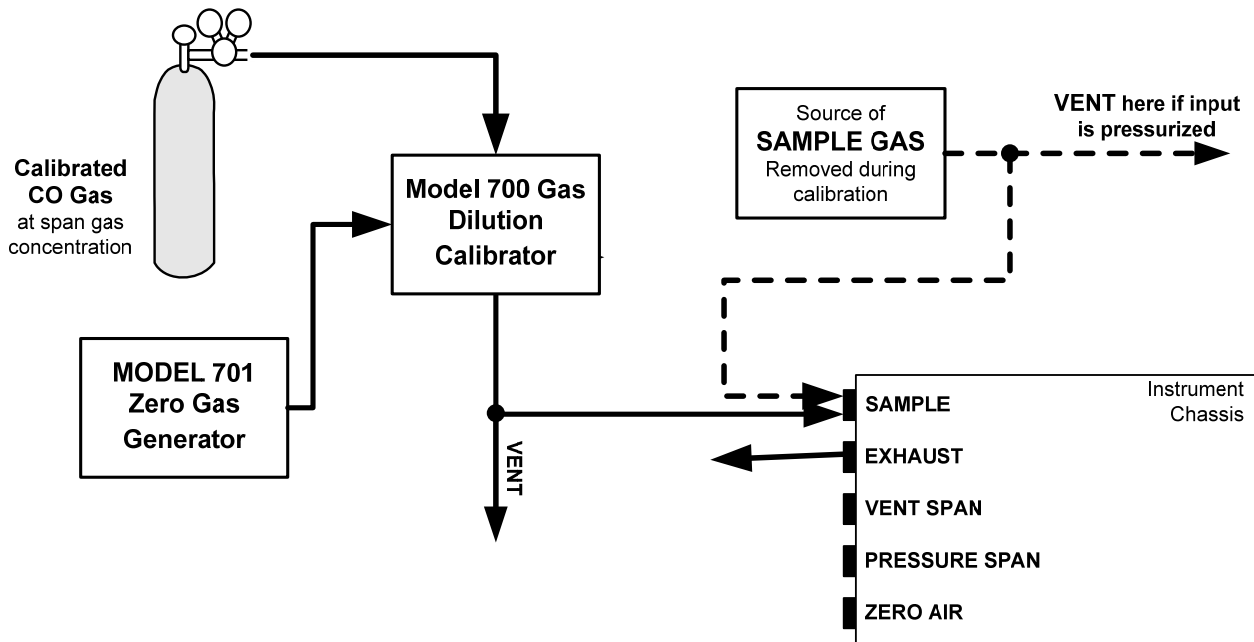 Calibrated
CO Gas
at span gas
concentration
MODEL 701
Zero Gas
Generator
Model 700 Gas
Dilution
Calibrator
VENT
Source of
SAMPLE GAS
Removed during
calibration
VENT here if input
is pressurized
Instrument
Chassis
SAMPLE
EXHAUST
VENT SPAN
PRESSURE SPAN
ZERO AIR